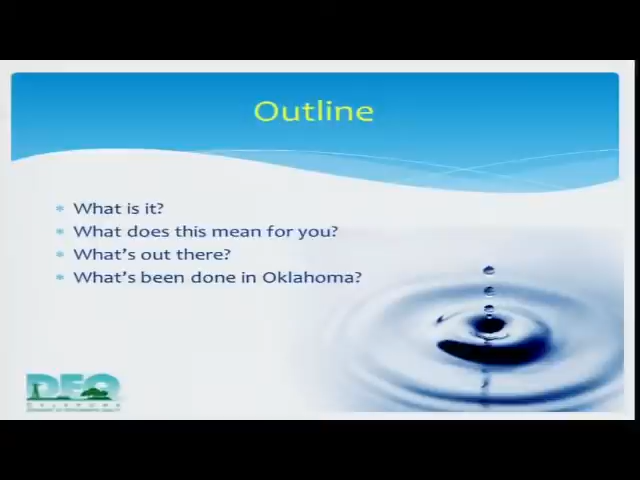 Outline
What is it?
What does this mean for you?
What's out there?
What's been done in Oklahoma?
DEQ
OKLAHOMA